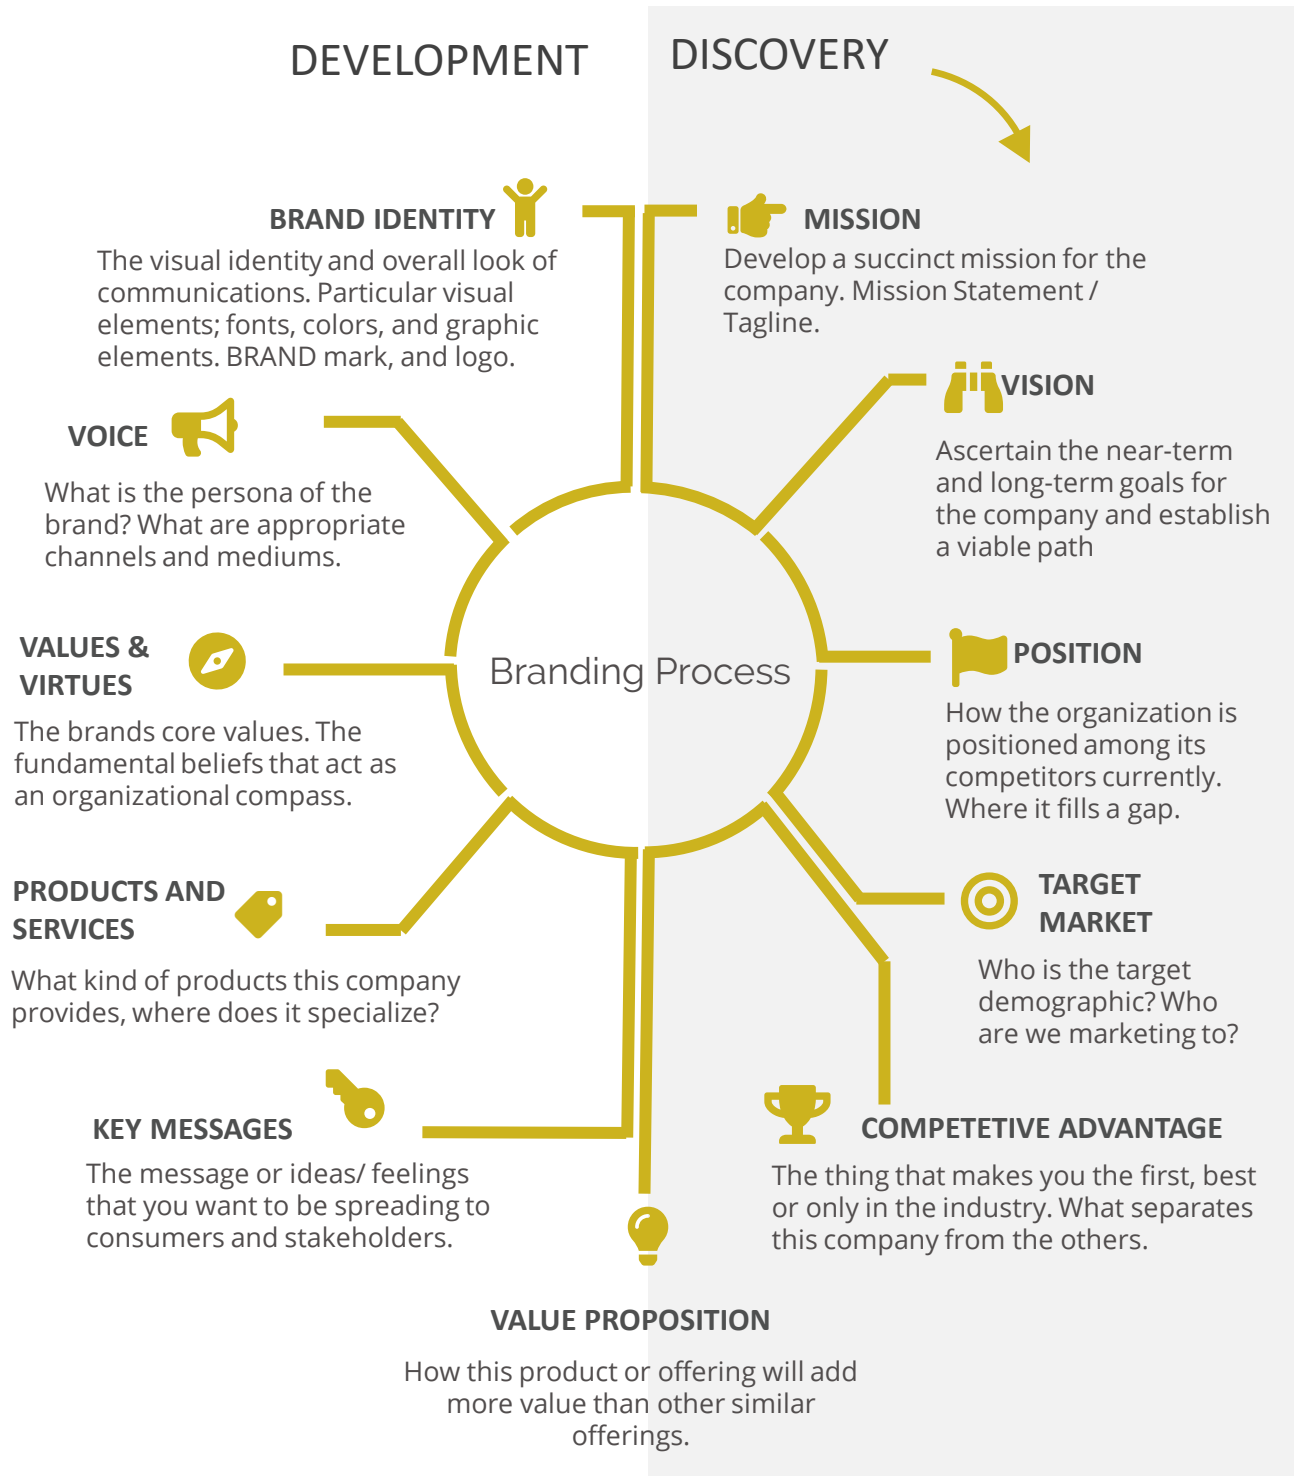 DEVELOPMENT
DISCOVERY
BRAND IDENTITY
The visual identity and overall look of
communications. Particular visual
elements; fonts, colors, and graphic
elements. BRAND mark, and logo.
MISSION
Develop a succinct mission for the
company. Mission Statement /
Tagline.
VISION
Ascertain the near-term
and long-term goals for
the company and establish
a viable path
VOICE
What is the persona of the
brand? What are appropriate
channels and mediums.
VALUES &
VIRTUES
The brands core values. The
fundamental beliefs that act as
an organizational compass.
Branding Process
POSITION
How the organization is
positioned among its
competitors currently.
Where it fills a gap.
PRODUCTS AND
SERVICES
What kind of products this company
provides, where does it specialize?
TARGET
MARKET
Who is the target
demographic? Who
are we marketing to?
KEY MESSAGES
The message or ideas/ feelings
that you want to be spreading to
consumers and stakeholders.
COMPETETIVE ADVANTAGE
The thing that makes you the first, best
or only in the industry. What separates
this company from the others.
VALUE PROPOSITION
How this product or offering will add
more value than other similar
offerings.